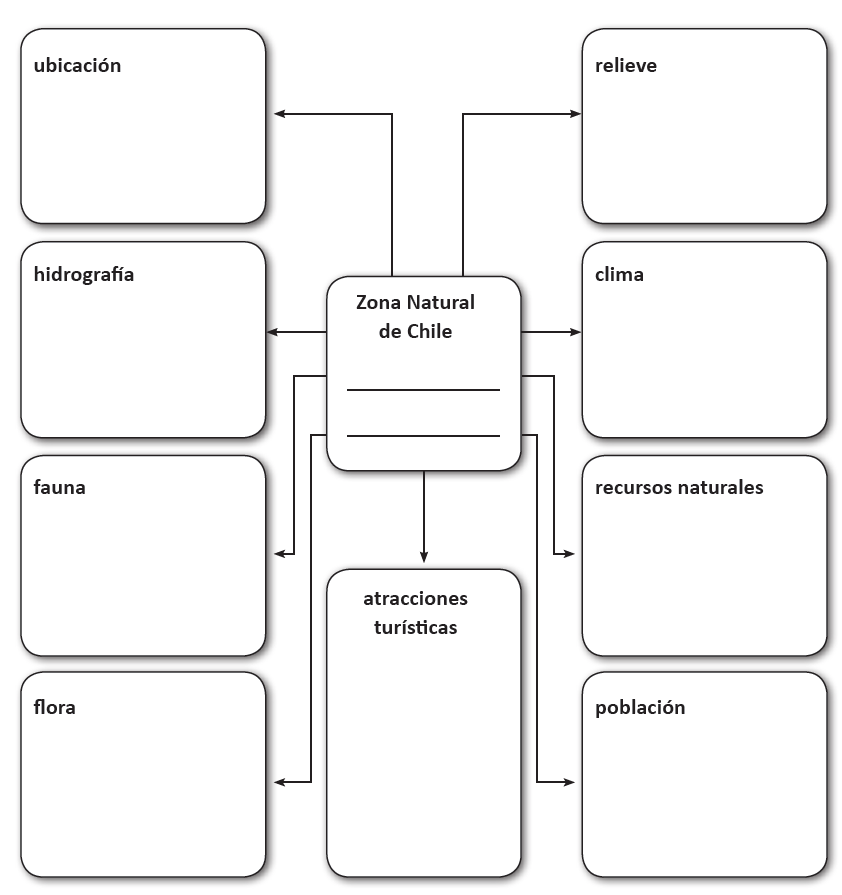 ubicación
relieve
hidrografía
clima
Zona Natural
de Chile
fauna
recursos naturales
atracciones
turísticas
flora
población